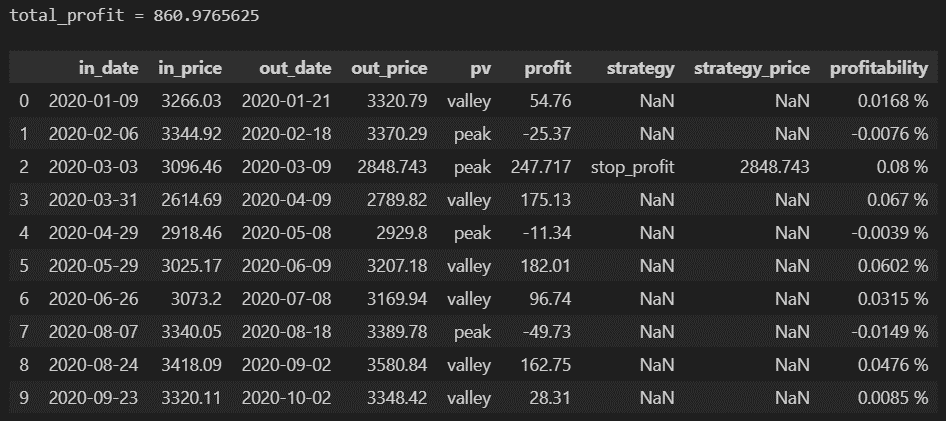 total_profit = 860.9765625
in_date in_price out_date out_price pv profit strategy strategy_price profitability
0 2020-01-09 3266.03 2020-01-21 3320.79 valley 54.76 NaN NaN 0.0168 %
1 2020-02-06 3344.92 2020-02-18 3370.29 peak -25.37 NaN NaN -0.0076 %
2 2020-03-03 3096.46 2020-03-09 2848.743 peak 247.717 stop_profit 2848.743 0.08 %
3 2020-03-31 2614.69 2020-04-09 2789.82 valley 175.13 NaN NaN 0.067 %
4 2020-04-29 2918.46 2020-05-08 2929.8 peak -11.34 NaN NaN -0.0039 %
5 2020-05-29 3025.17 2020-06-09 3207.18 valley 182.01 NaN NaN 0.0602 %
6 2020-06-26 3073.2 2020-07-08 3169.94 valley 96.74 NaN NaN 0.0315 %
7 2020-08-07 3340.05 2020-08-18 3389.78 peak -49.73 NaN NaN -0.0149 %
8 2020-08-24 3418.09 2020-09-02 3580.84 valley 162.75 NaN NaN 0.0476 %
9 2020-09-23 3320.11 2020-10-02 3348.42 valley 28.31 NaN NaN 0.0085 %